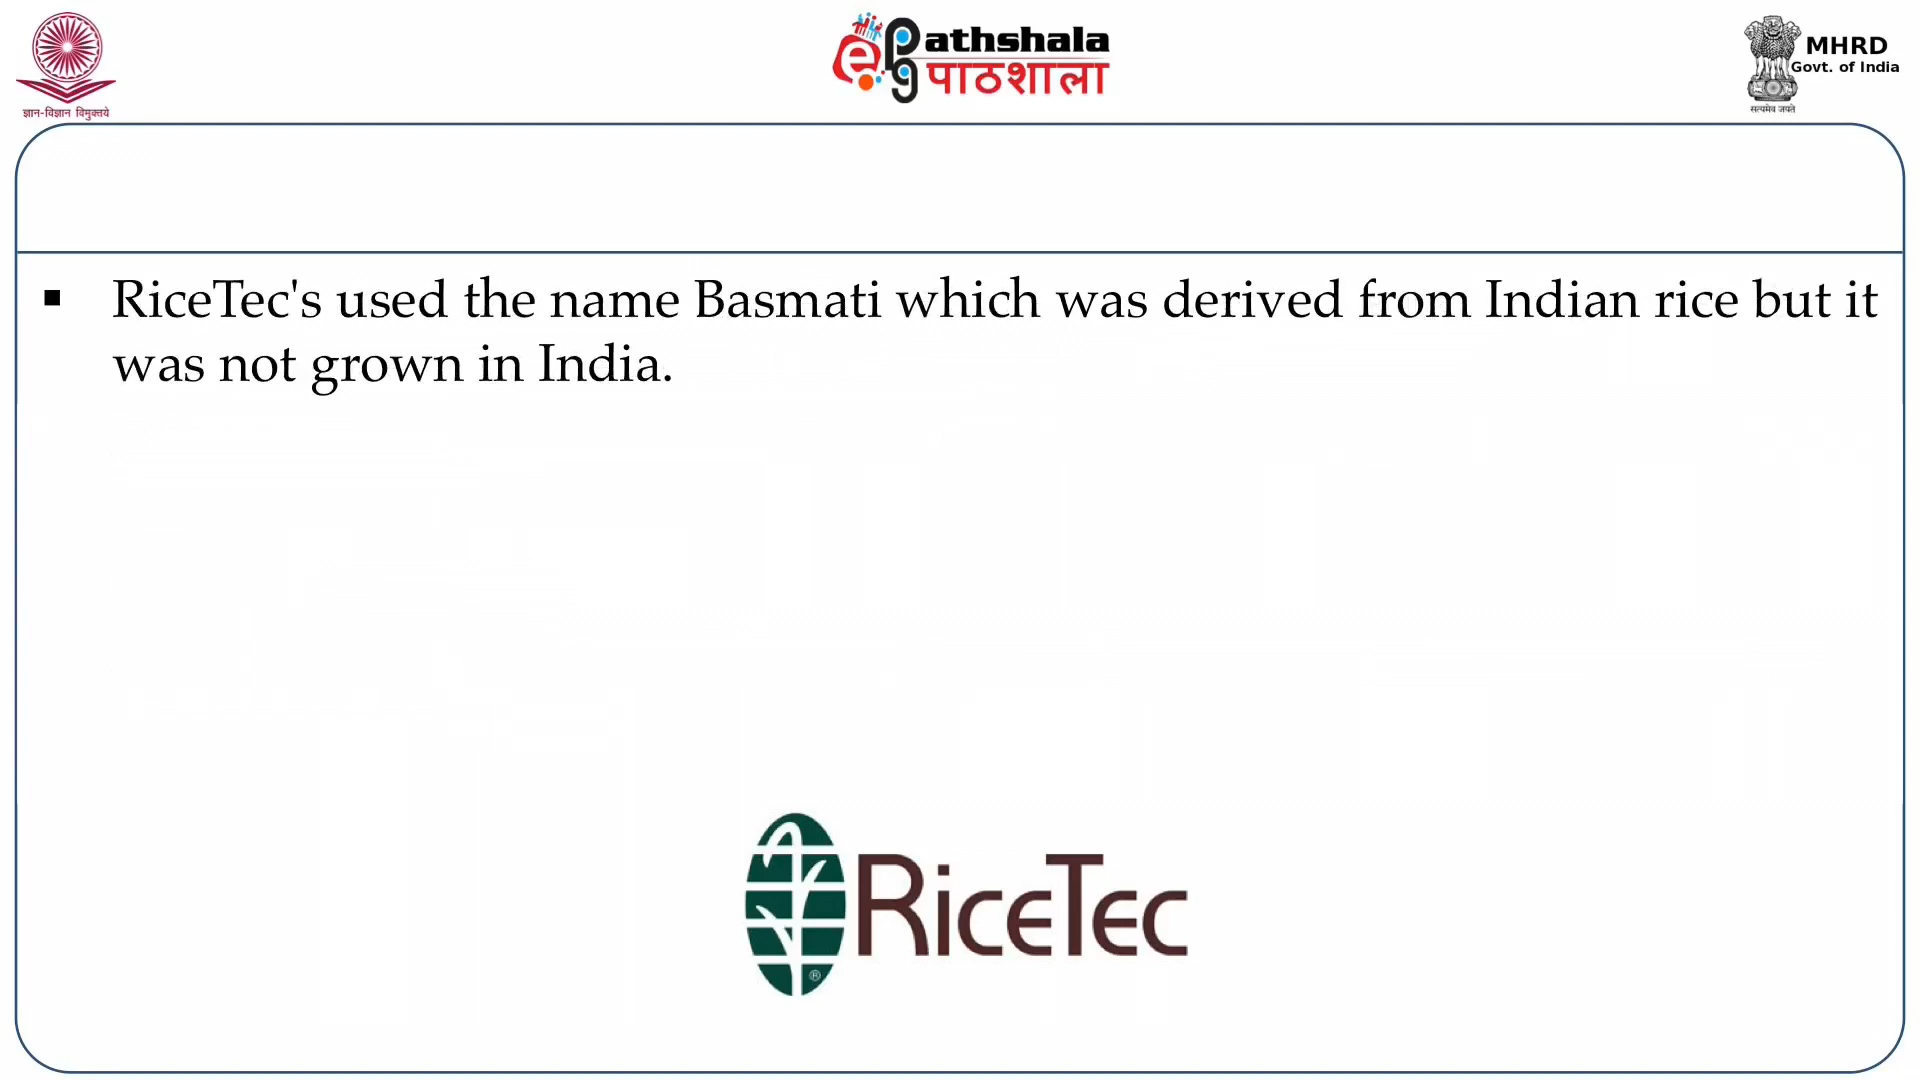 ज्ञान-विज्ञान विमुक्तये
e Pg athshala
पाठशाला
MHRD
Govt. of India
सत्यमेव जयते
▪ RiceTec's used the name Basmati which was derived from Indian rice but it
was not grown in India.
RiceTec
®